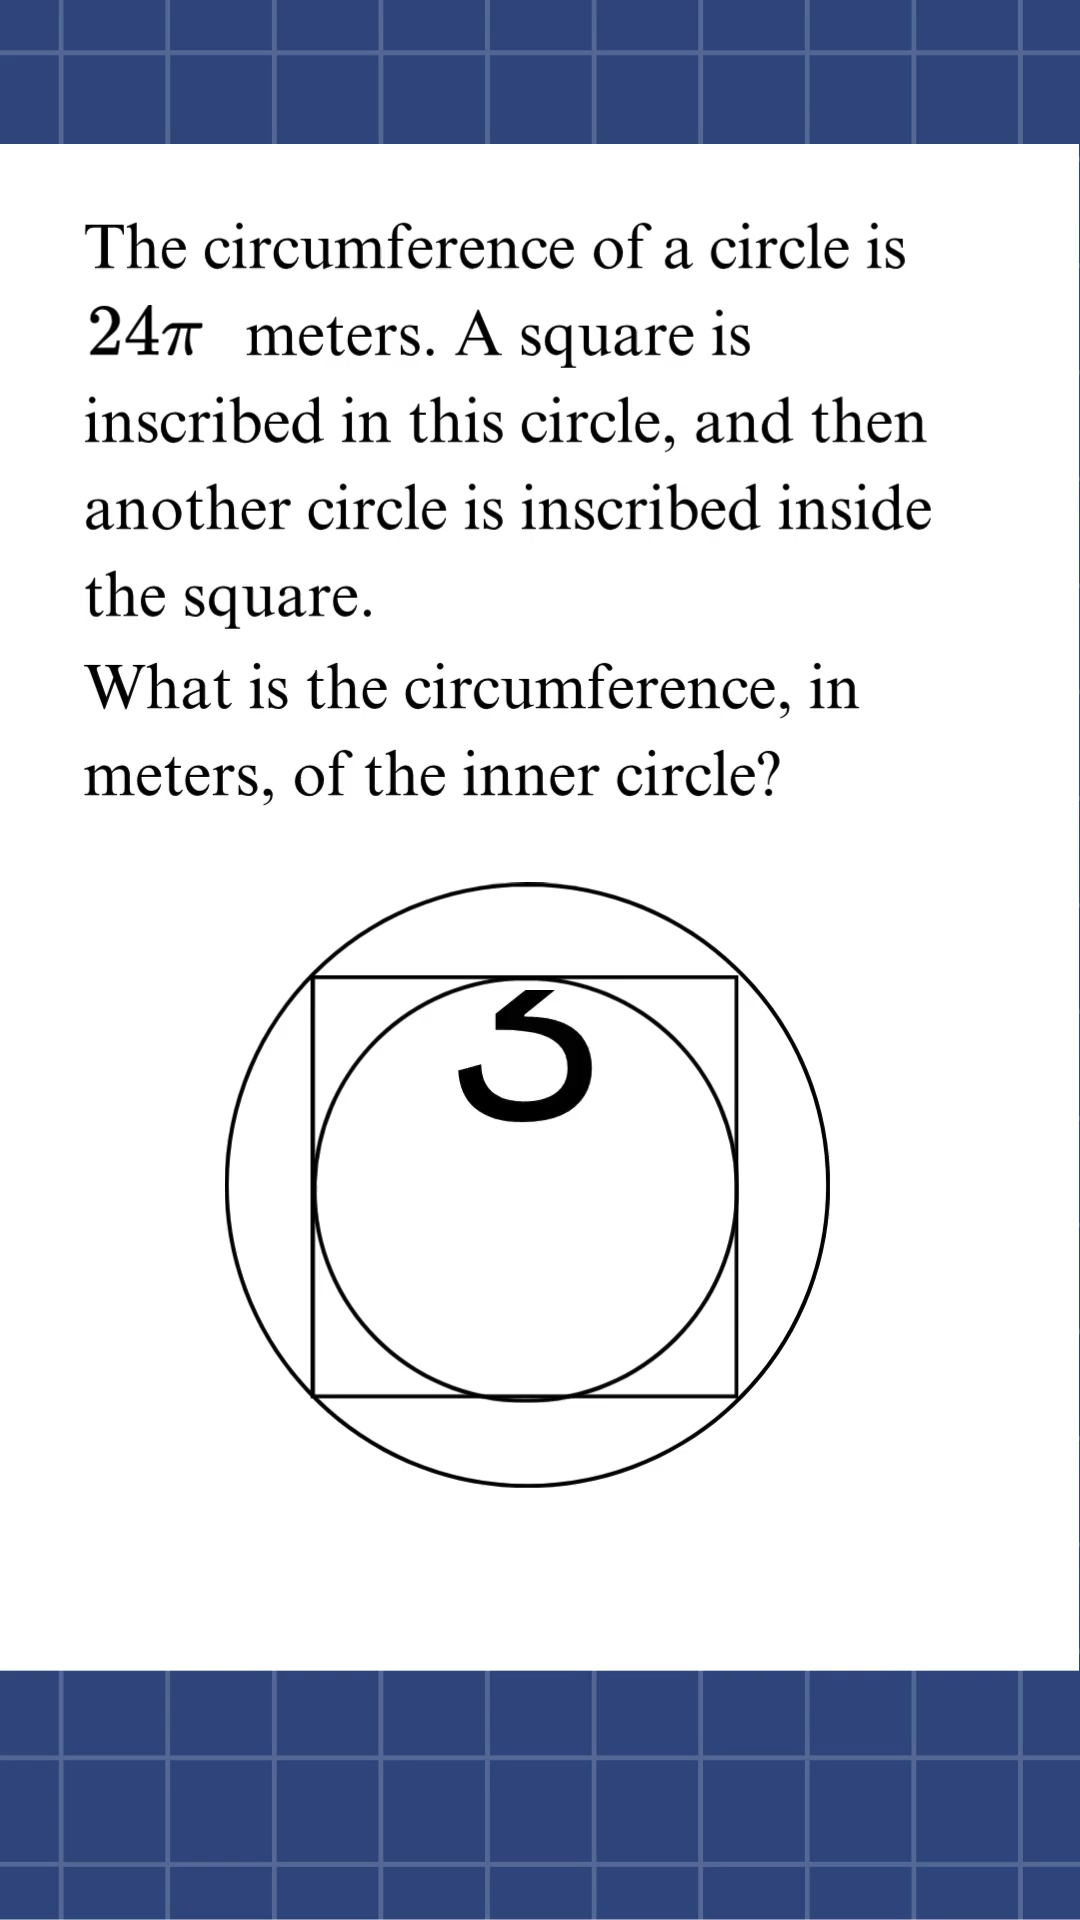 The circumference of a circle is
24π meters. A square is
inscribed in this circle, and then
another circle is inscribed inside
the square.
What is the circumference, in
meters, of the inner circle?